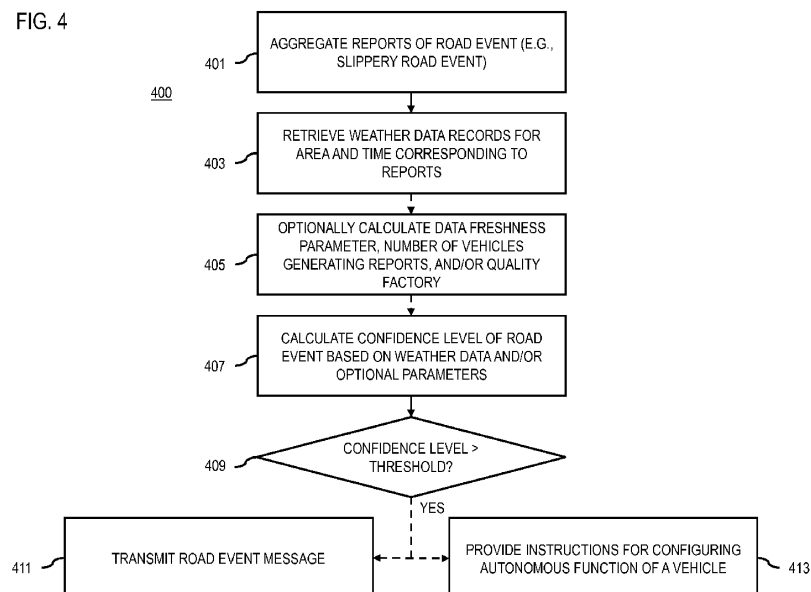 FIG. 4
400
401
AGGREGATE REPORTS OF ROAD EVENT (E.G.,
SLIPPERY ROAD EVENT)
403
RETRIEVE WEATHER DATA RECORDS FOR
AREA AND TIME CORRESPONDING TO
REPORTS
405
OPTIONALLY CALCULATE DATA FRESHNESS
PARAMETER, NUMBER OF VEHICLES
GENERATING REPORTS, AND/OR QUALITY
FACTORY
407
CALCULATE CONFIDENCE LEVEL OF ROAD
EVENT BASED ON WEATHER DATA AND/OR
OPTIONAL PARAMETERS
409
CONFIDENCE LEVEL >
THRESHOLD?
YES
411
TRANSMIT ROAD EVENT MESSAGE
PROVIDE INSTRUCTIONS FOR CONFIGURING
AUTONOMOUS FUNCTION OF A VEHICLE
413